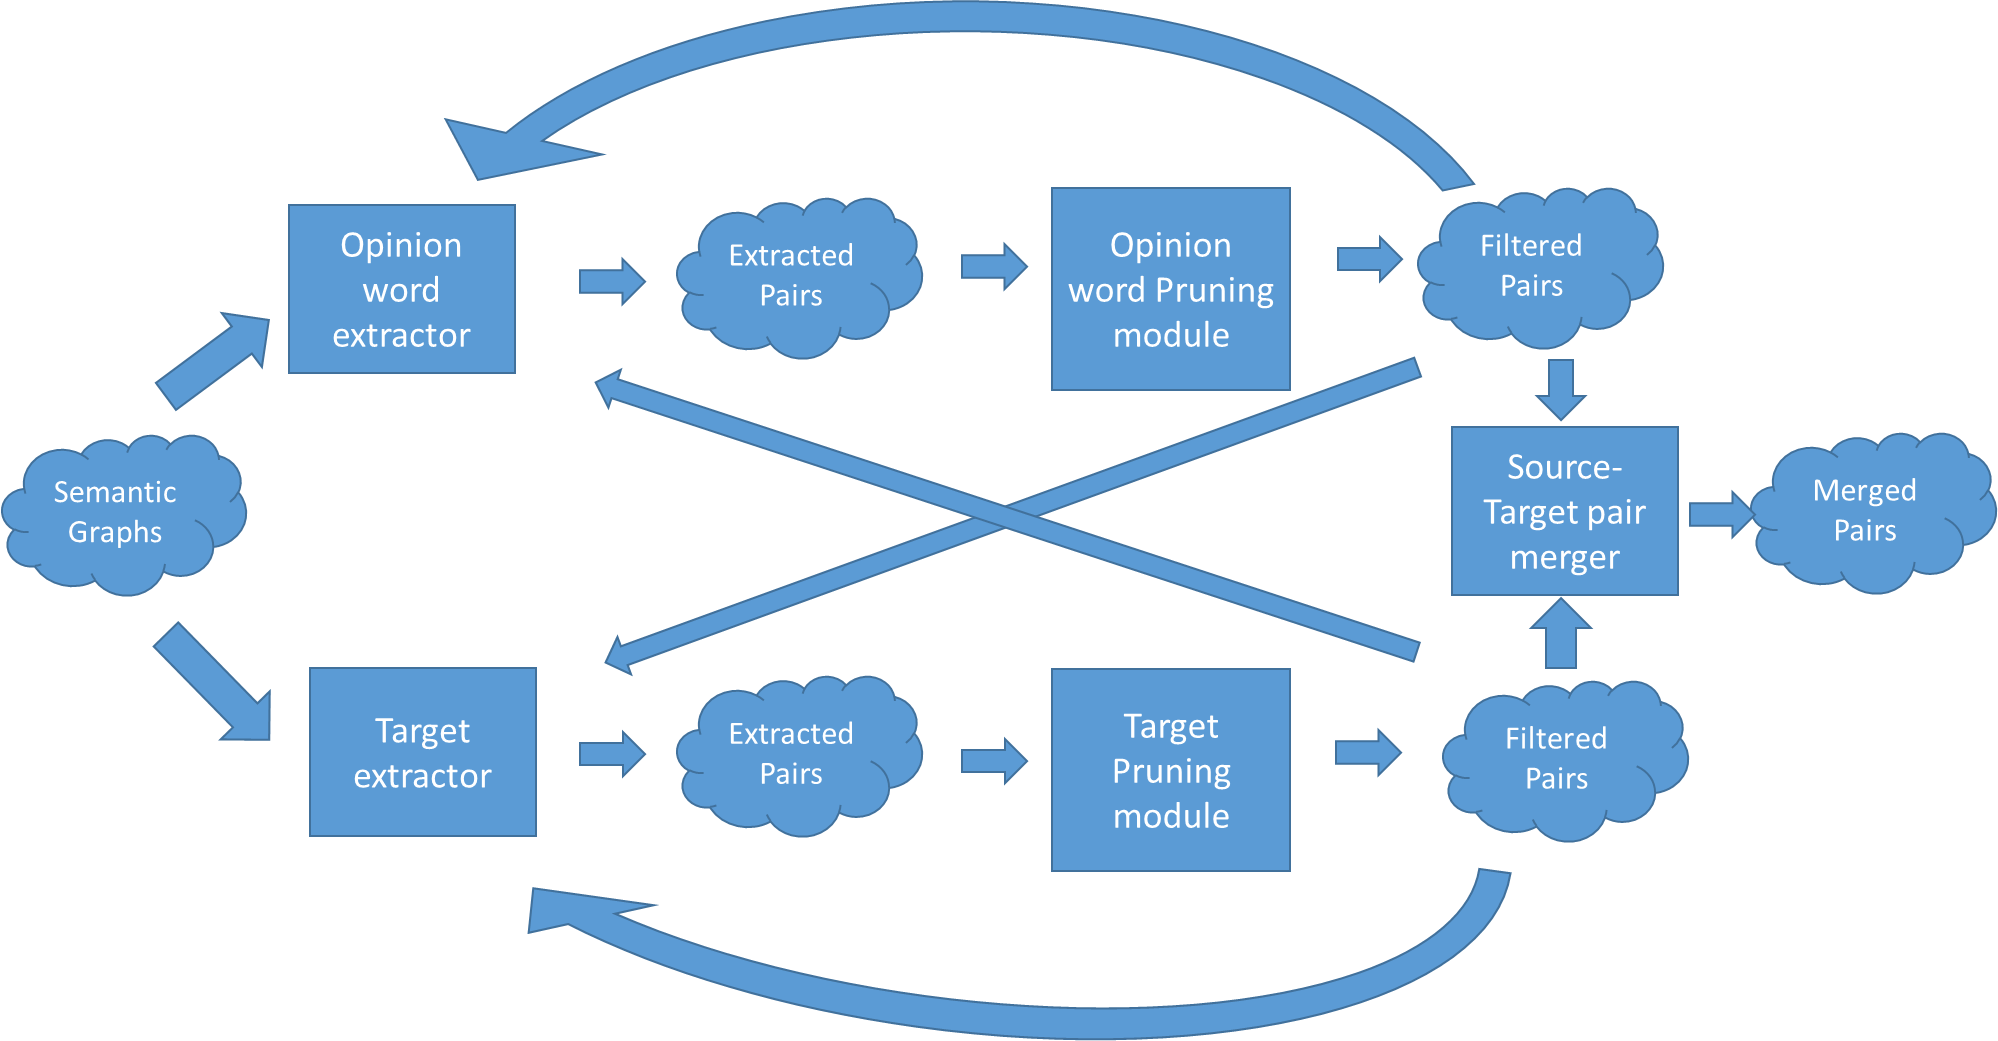 Opinion
word
extractor
Extracted
Pairs
Opinion
word Pruning
module
Filtered
Pairs
Semantic
Graphs
Source-
Target pair
merger
Merged
Pairs
Target
extractor
Extracted
Pairs
Target
Pruning
module
Filtered
Pairs